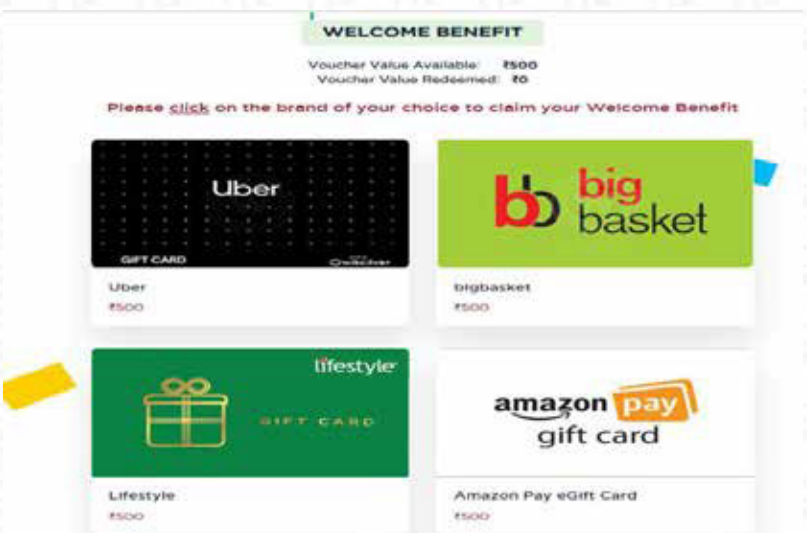 WELCOME BENEFIT
Voucher Value Available: ₹500
Voucher Value Redeemed: ₹0
Please click on the brand of your choice to claim your Welcome Benefit
Uber
GIFT CARD
Qwikcilver
Uber
₹500
bb big
basket
bigbasket
₹500
lifestyle
GIFT CARD
Lifestyle
₹500
amazon pay
gift card
Amazon Pay eGift Card
₹500